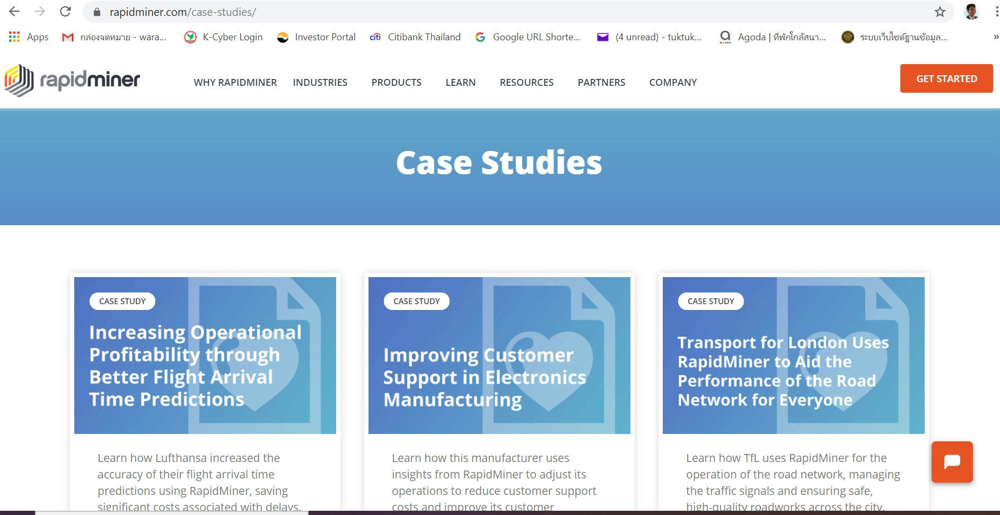 rapidminer.com/case-studies/
Apps กล่องจดหมาย - wara... K-Cyber Login Investor Portal citi Citibank Thailand Google URL Shorte... (4 unread) - tuktuk... Agoda | ที่พักใกล้สนา... ระบบเว็บไซต์ฐานข้อมูล... »
rapidminer WHY RAPIDMINER INDUSTRIES PRODUCTS LEARN RESOURCES PARTNERS COMPANY GET STARTED
Case Studies
CASE STUDY
Increasing Operational
Profitability through
Better Flight Arrival
Time Predictions
Learn how Lufthansa increased the
accuracy of their flight arrival time
predictions using RapidMiner, saving
significant costs associated with delays.
CASE STUDY
Improving Customer
Support in Electronics
Manufacturing
Learn how this manufacturer uses
insights from RapidMiner to adjust its
operations to reduce customer support
costs and improve its customer
CASE STUDY
Transport for London Uses
RapidMiner to Aid the
Performance of the Road
Network for Everyone
Learn how TfL uses RapidMiner for the
operation of the road network, managing
the traffic signals and ensuring safe,
high-quality roadworks across the city.